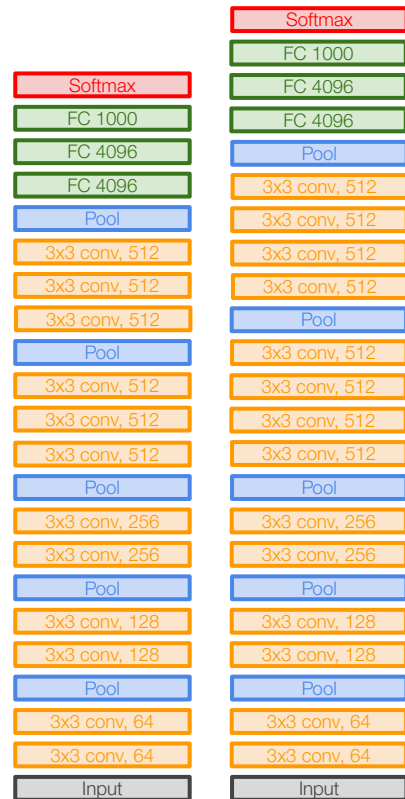 Softmax
FC 1000
FC 4096
FC 4096
Pool
3x3 conv, 512
3x3 conv, 512
3x3 conv, 512
Pool
3x3 conv, 512
3x3 conv, 512
3x3 conv, 512
Pool
3x3 conv, 256
3x3 conv, 256
Pool
3x3 conv, 128
3x3 conv, 128
Pool
3x3 conv, 64
3x3 conv, 64
Input
Softmax
FC 1000
FC 4096
FC 4096
Pool
3x3 conv, 512
3x3 conv, 512
3x3 conv, 512
3x3 conv, 512
Pool
3x3 conv, 512
3x3 conv, 512
3x3 conv, 512
3x3 conv, 512
Pool
3x3 conv, 256
3x3 conv, 256
Pool
3x3 conv, 128
3x3 conv, 128
Pool
3x3 conv, 64
3x3 conv, 64
Input